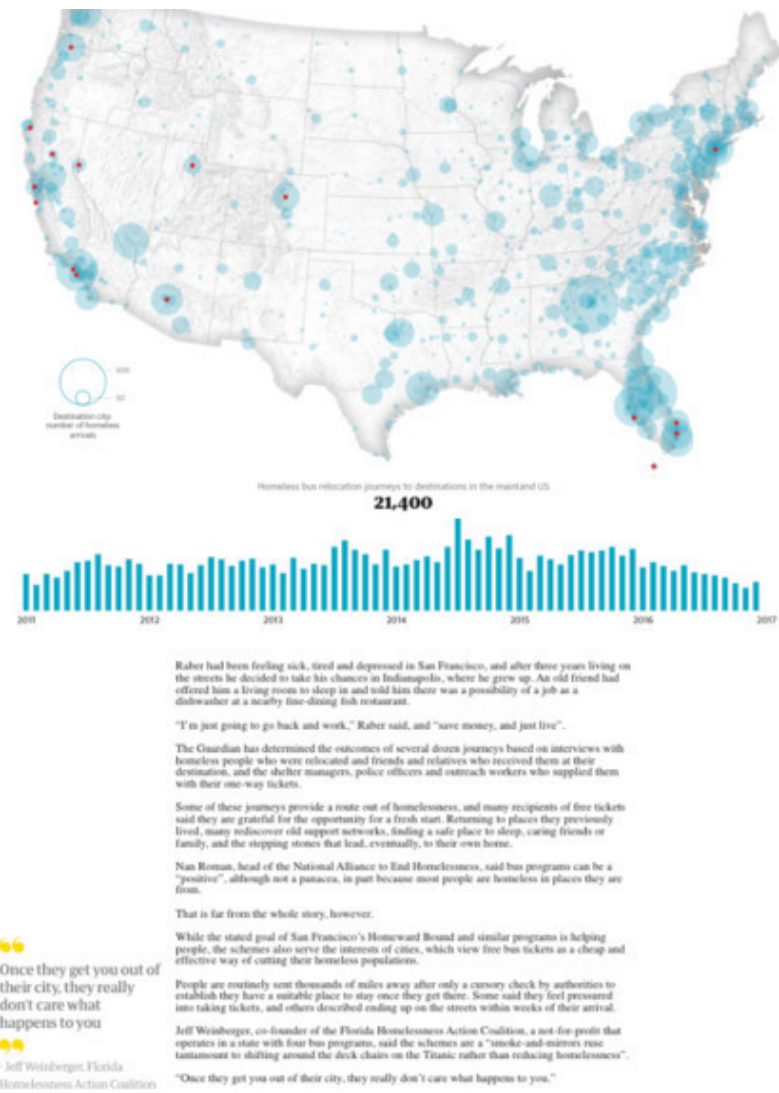 500
50
Destination city:
number of homeless
arrivals
Homeless bus relocation journeys to destinations in the mainland US
21,400
2011 2012 2013 2014 2015 2016 2017
Raber had been feeling sick, tired and depressed in San Francisco, and after three years living on
the streets he decided to take his chances in Indianapolis, where he grew up. An old friend had
offered him a living room to sleep in and told him there was a possibility of a job as a
dishwasher at a nearby fine-dining fish restaurant.
“I’m just going to go back and work,” Raber said, and “save money, and just live”.
The Guardian has determined the outcomes of several dozen journeys based on interviews with
homeless people who were relocated and friends and relatives who received them at their
destination, and the shelter managers, police officers and outreach workers who supplied them
with their one-way tickets.
Some of these journeys provide a route out of homelessness, and many recipients of free tickets
said they are grateful for the opportunity for a fresh start. Returning to places they previously
lived, many rediscover old support networks, finding a safe place to sleep, caring friends or
family, and the stepping stones that lead, eventually, to their own home.
Nan Roman, head of the National Alliance to End Homelessness, said bus programs can be a
“positive”, although not a panacea, in part because most people are homeless in places they are
from.
That is far from the whole story, however.
While the stated goal of San Francisco’s Homeward Bound and similar programs is helping
people, the schemes also serve the interests of cities, which view free bus tickets as a cheap and
effective way of cutting their homeless populations.
People are routinely sent thousands of miles away after only a cursory check by authorities to
establish they have a suitable place to stay once they get there. Some said they feel pressured
into taking tickets, and others described ending up on the streets within weeks of their arrival.
Jeff Weinberger, co-founder of the Florida Homelessness Action Coalition, a not-for-profit that
operates in a state with four bus programs, said the schemes are a “smoke-and-mirrors ruse
tantamount to shifting around the deck chairs on the Titanic rather than reducing homelessness”.
“Once they get you out of their city, they really don’t care what happens to you.”
“
Once they get you out of
their city, they really
don't care what
happens to you
”
- Jeff Weinberger, Florida
Homelessness Action Coalition